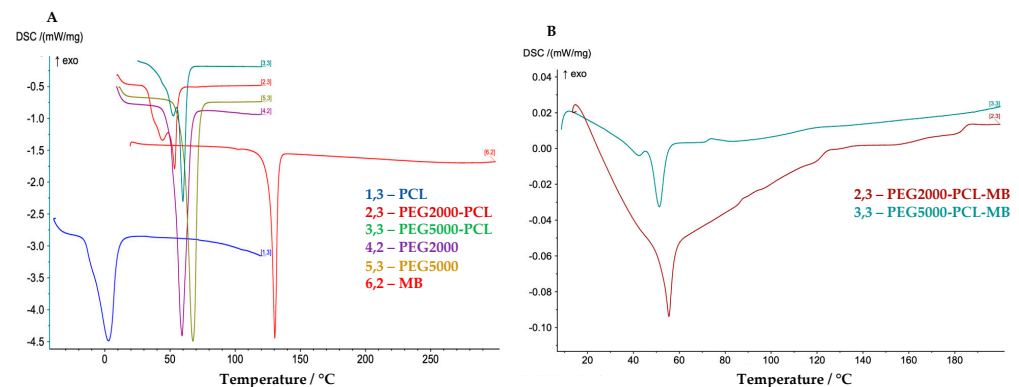 A
DSC /(mW/mg)
↑ exo
-0.5
-1.0
-1.5
-2.0
-2.5
-3.0
-3.5
-4.0
-4.5
[3,3]
[2,3]
[5,3]
[4,2]
[6,2]
[1,3]
1,3 – PCL
2,3 – PEG2000-PCL
3,3 – PEG5000-PCL
4,2 – PEG2000
5,3 – PEG5000
6,2 – MB
0 50 100 150 200 250
Temperature / °C
B
DSC /(mW/mg)
↑ exo
0.04
0.02
0.00
-0.02
-0.04
-0.06
-0.08
-0.10
[3,3]
[2,3]
2,3 – PEG2000-PCL-MB
3,3 – PEG5000-PCL-MB
20 40 60 80 100 120 140 160 180
Temperature / °C